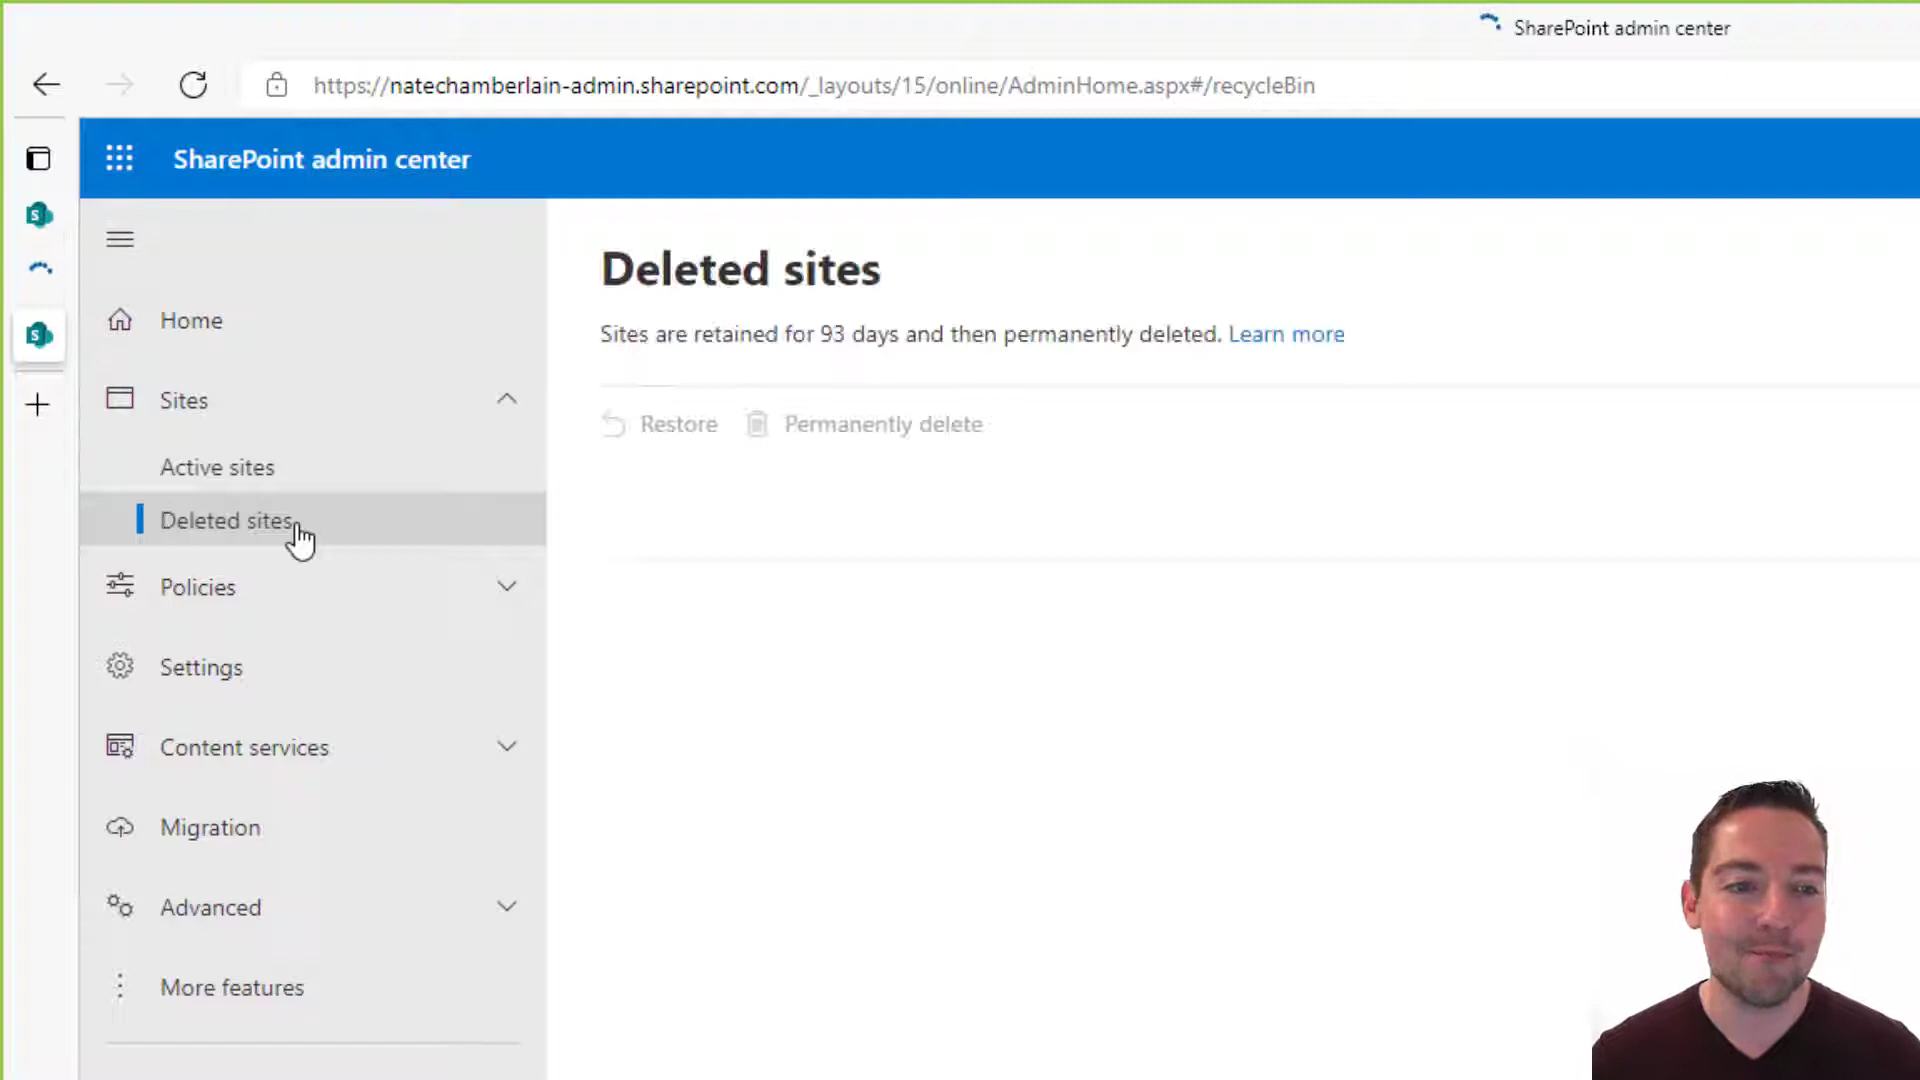 SharePoint admin center
https://natechamberlain-admin.sharepoint.com/_layouts/15/online/AdminHome.aspx#/recycleBin
SharePoint admin center
Home
Sites
Active sites
Deleted sites
Policies
Settings
Content services
Migration
Advanced
More features
Deleted sites
Sites are retained for 93 days and then permanently deleted. Learn more
Restore Permanently delete